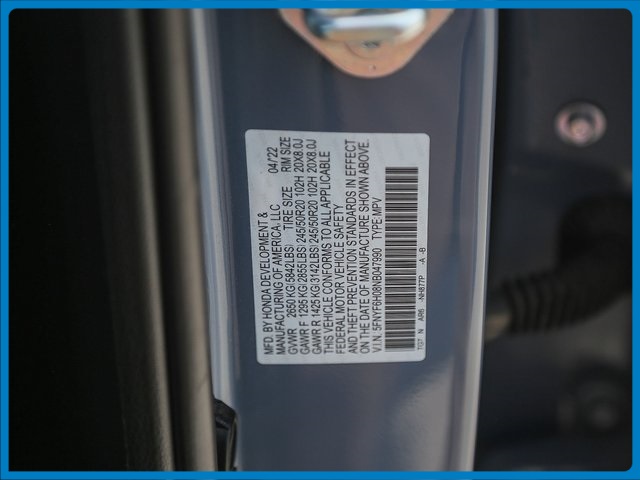 MFD. BY HONDA DEVELOPMENT &
MANUFACTURING OF AMERICA, LLC 04/22
GVWR 2650 KG(5842LBS) TIRE SIZE RIM SIZE
GAWR F 1295 KG(2855LBS)245/50R20 102H 20X8.0J
GAWR R 1425 KG(3142LBS)245/50R20 102H 20X8.0J
THIS VEHICLE CONFORMS TO ALL APPLICABLE
FEDERAL MOTOR VEHICLE SAFETY
AND THEFT PREVENTION STANDARDS IN EFFECT
ON THE DATE OF MANUFACTURE SHOWN ABOVE.
V.I.N. 5FNYF6H08NB047990 TYPE:MPV
TG7 N AR6 -NH877P -A -B